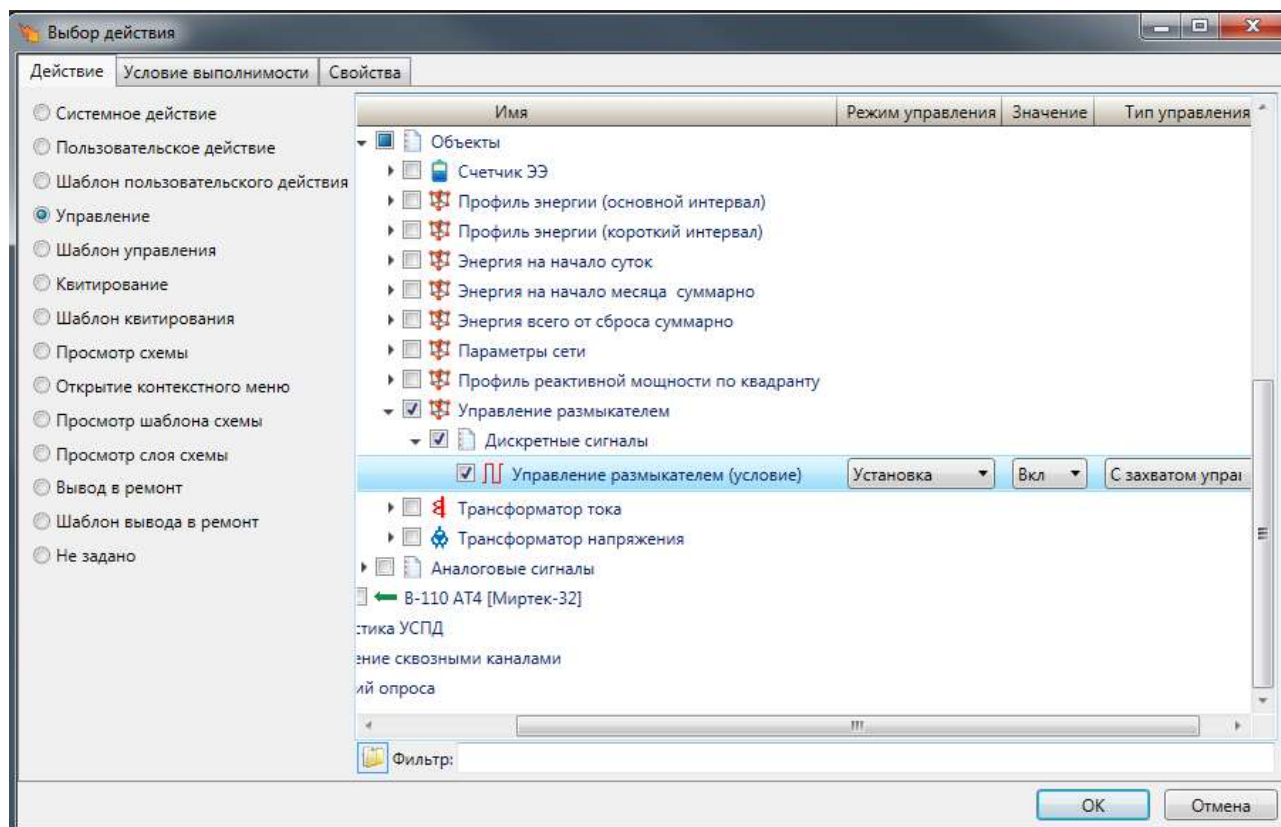 Выбор действия
Действие Условие выполнимости Свойства
Системное действие
Пользовательское действие
Шаблон пользовательского действия
Управление
Шаблон управления
Квитирование
Шаблон квитирования
Просмотр схемы
Открытие контекстного меню
Просмотр шаблона схемы
Просмотр слоя схемы
Вывод в ремонт
Шаблон вывода в ремонт
Не задано
Имя Режим управления Значение Тип управления
Объекты
Счетчик ЭЭ
Профиль энергии (основной интервал)
Профиль энергии (короткий интервал)
Энергия на начало суток
Энергия на начало месяца суммарно
Энергия всего от сброса суммарно
Параметры сети
Профиль реактивной мощности по квадранту
Управление размыкателем
Дискретные сигналы
Управление размыкателем (условие) Установка Вкл С захватом управ
Трансформатор тока
Трансформатор напряжения
Аналоговые сигналы
В-110 АТ4 [Миртек-32]
стика УСПД
ение сквозными каналами
ий опроса
Фильтр:
OK Отмена